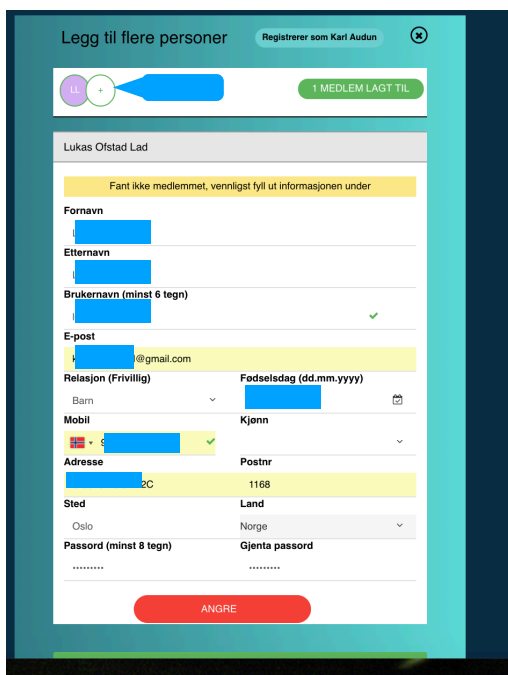 Legg til flere personer
Registrerer som Karl Audun
LL
+
1 MEDLEM LAGT TIL
Lukas Ofstad Lad
Fant ikke medlemmet, vennligst fyll ut informasjonen under
Fornavn
Etternavn
Brukernavn (minst 6 tegn)
E-post
@gmail.com
Relasjon (Frivillig)
Fødselsdag (dd.mm.yyyy)
Barn
Mobil
Kjønn
9
Adresse
Postnr
2C
1168
Sted
Land
Oslo
Norge
Passord (minst 8 tegn)
Gjenta passord
•••••••••
•••••••••
ANGRE